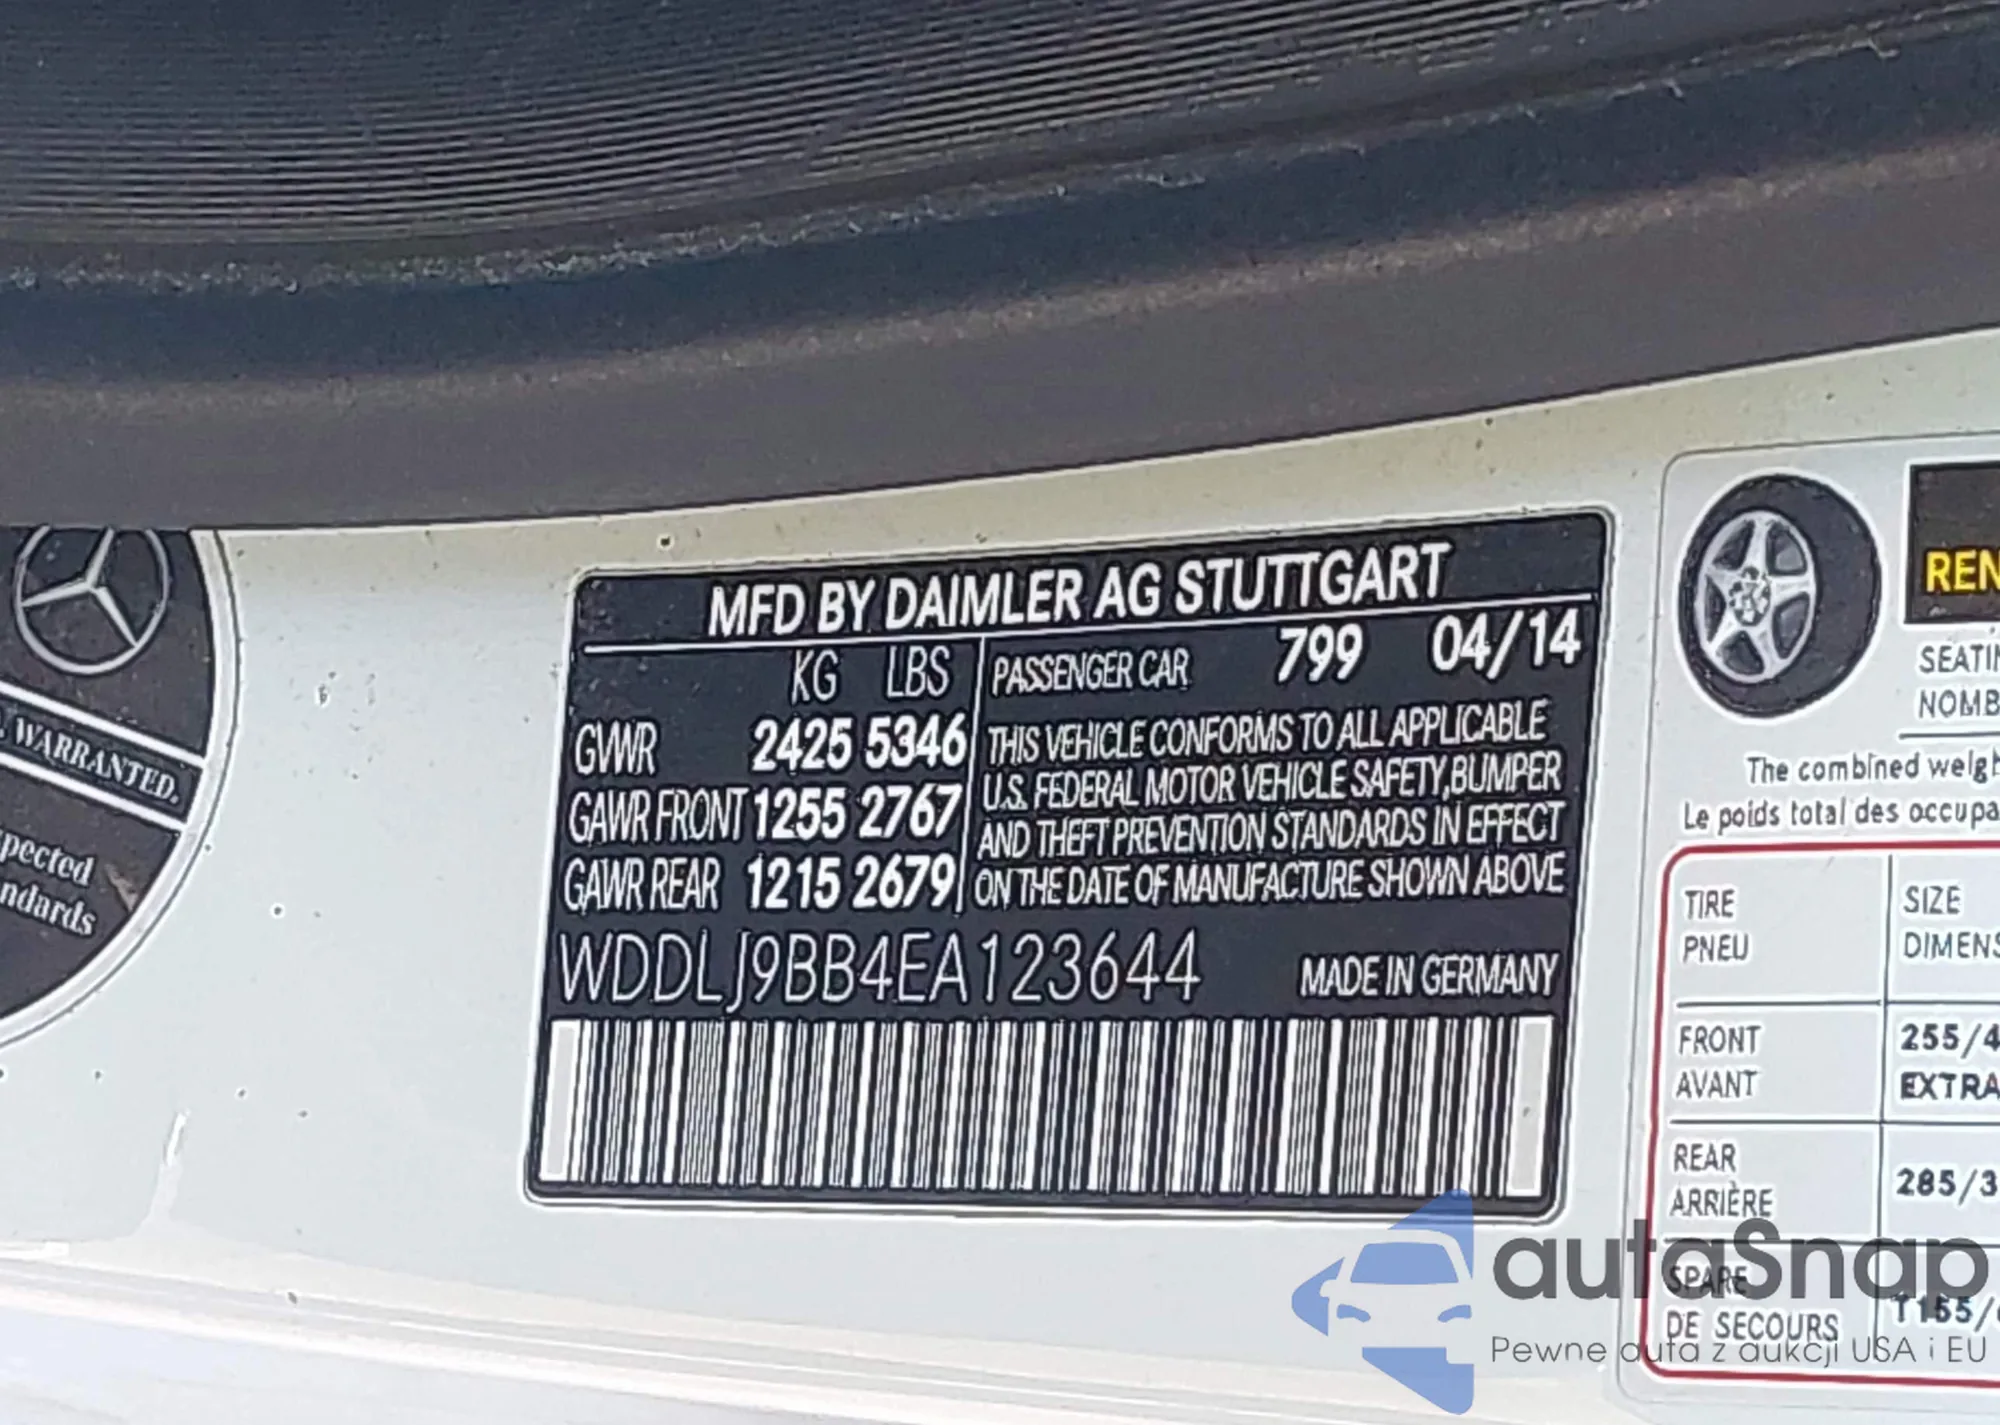 . WARRANTED.
pected
ndards
MFD BY DAIMLER AG STUTTGART
KG LBS PASSENGER CAR 799 04/14
GVWR 2425 5346
GAWR FRONT 1255 2767
GAWR REAR 1215 2679
THIS VEHICLE CONFORMS TO ALL APPLICABLE
U.S. FEDERAL MOTOR VEHICLE SAFETY, BUMPER
AND THEFT PREVENTION STANDARDS IN EFFECT
ON THE DATE OF MANUFACTURE SHOWN ABOVE
WDDLJ9BB4EA123644 MADE IN GERMANY
REN
SEATIN
NOMB
The combined weigh
Le poids total des occupa
TIRE SIZE
PNEU DIMENS
FRONT 255/4
AVANT EXTRA
REAR 285/3
ARRIÈRE
SPARE T155/
DE SECOURS
autaSnap
Pewne auta z aukcji USA i EU